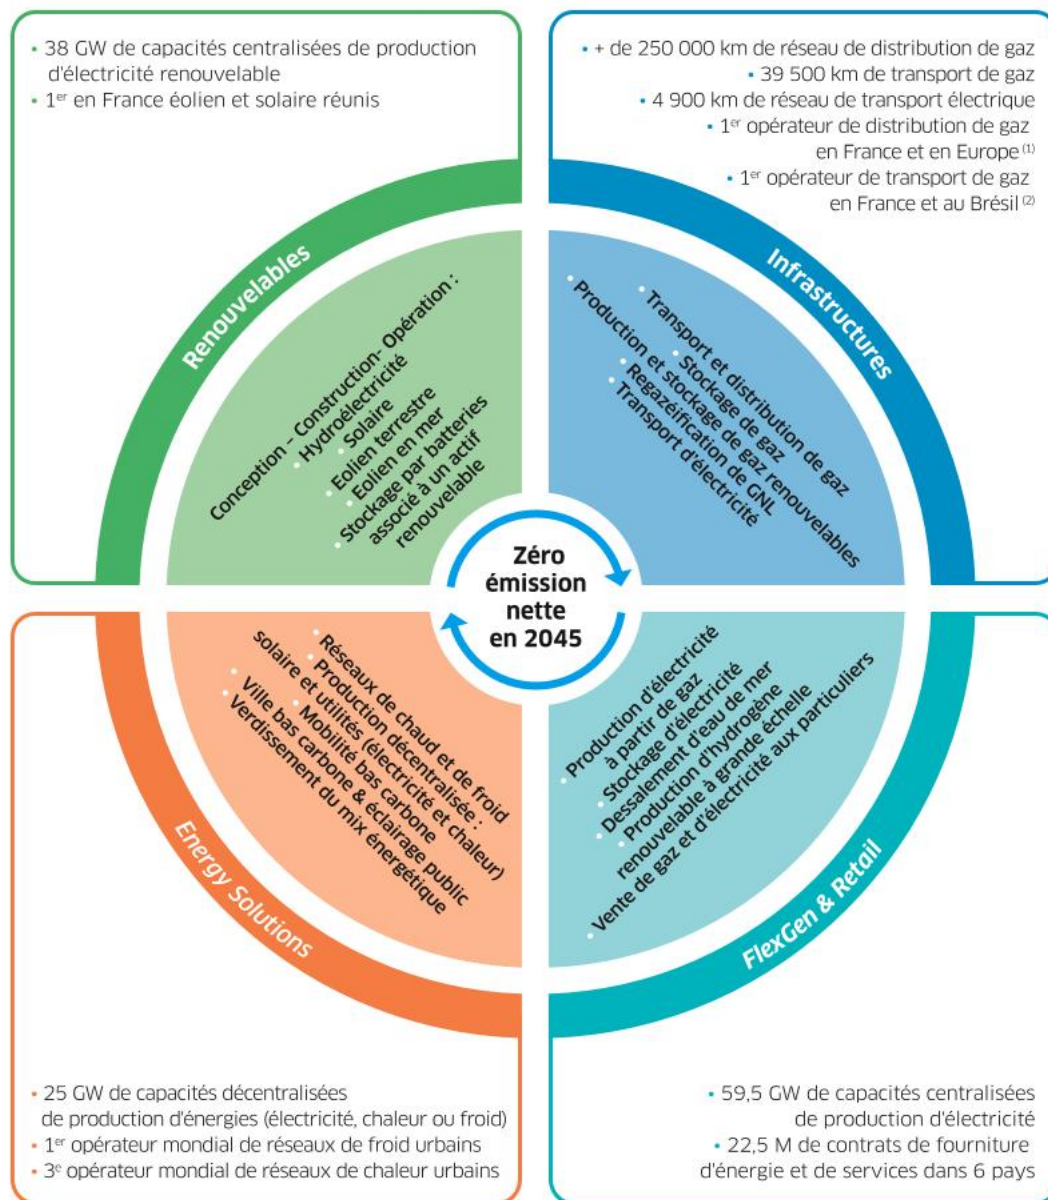 • 38 GW de capacités centralisées de production
d'électricité renouvelable
• 1er en France éolien et solaire réunis
• + de 250 000 km de réseau de distribution de gaz
• 39 500 km de transport de gaz
• 4 900 km de réseau de transport électrique
• 1er opérateur de distribution de gaz
en France et en Europe (1)
• 1er opérateur de transport de gaz
en France et au Brésil (2)
Renouvelables
Conception – Construction- Opération :
• Hydroélectricité
• Solaire
• Eolien terrestre
• Eolien en mer
• Stockage par batteries
associé à un actif
renouvelable
Infrastructures
• Transport et distribution de gaz
• Stockage de gaz
• Production et stockage de gaz renouvelables
• Regazéification de GNL
• Transport d'électricité
Zéro
émission
nette
en 2045
Energy Solutions
• Réseaux de chaud et de froid
• Production décentralisée :
solaire et utilités (électricité et chaleur)
• Mobilité bas carbone
• Ville bas carbone & éclairage public
• Verdissement du mix énergétique
FlexGen & Retail
• Production d'électricité
à partir de gaz
• Stockage d'électricité
• Dessalement d'eau de mer
• Production d'hydrogène
renouvelable à grande échelle
• Vente de gaz et d'électricité aux particuliers
• 25 GW de capacités décentralisées
de production d'énergies (électricité, chaleur ou froid)
• 1er opérateur mondial de réseaux de froid urbains
• 3e opérateur mondial de réseaux de chaleur urbains
• 59,5 GW de capacités centralisées
de production d'électricité
• 22,5 M de contrats de fourniture
d'énergie et de services dans 6 pays